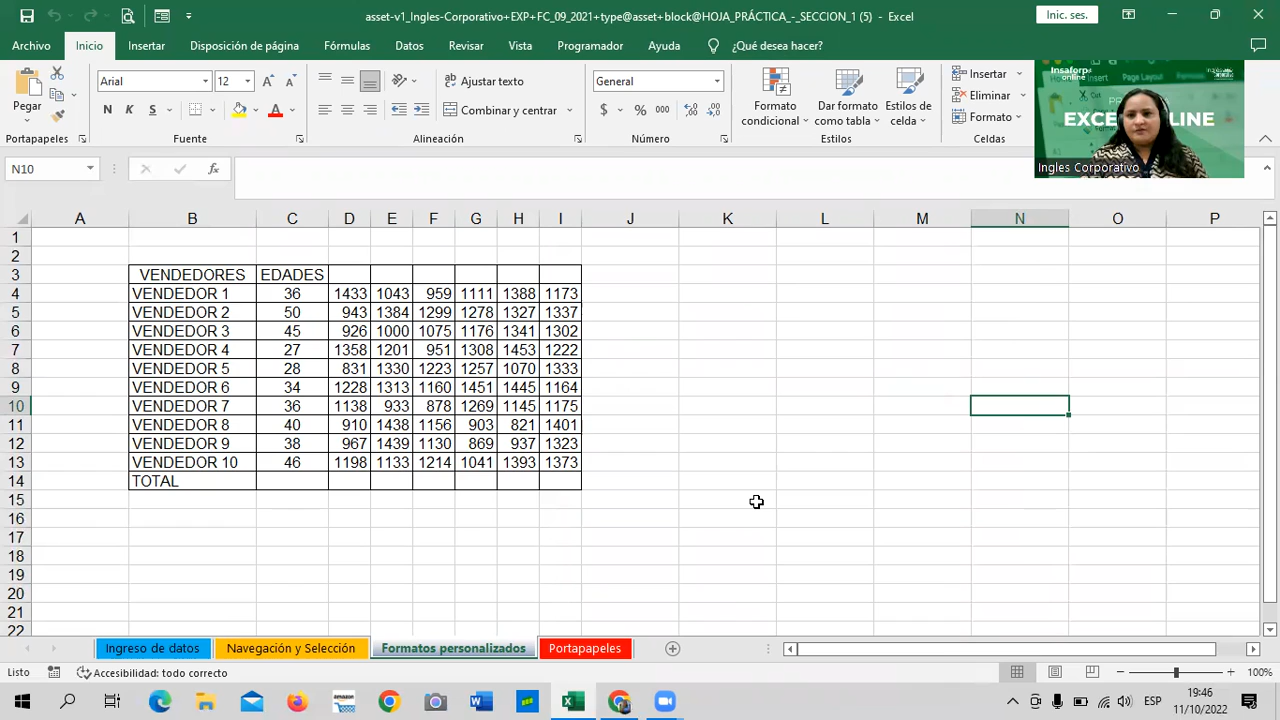 asset-v1_Ingles-Corporativo+EXP+FC_09_2021+type@asset+block@HOJA_PRÁCTICA_-_SECCION_1 (5) - Excel
Inic. ses.
Archivo Inicio Insertar Disposición de página Fórmulas Datos Revisar Vista Programador Ayuda ¿Qué desea hacer?
Pegar
Arial 12
Ajustar texto
General
Formato condicional
Dar formato como tabla
Estilos de celda
Insertar
Eliminar
Formato
N K S
Combinar y centrar
$ % 000
Portapapeles Fuente Alineación Número Estilos Celdas
Insaforp online
EXCEL ONLINE
Ingles Corporativo
N10 fx
A B C D E F G H I J K L M N O P
1
2
3 VENDEDORES EDADES
4 VENDEDOR 1 36 1433 1043 959 1111 1388 1173
5 VENDEDOR 2 50 943 1384 1299 1278 1327 1337
6 VENDEDOR 3 45 926 1000 1075 1176 1341 1302
7 VENDEDOR 4 27 1358 1201 951 1308 1453 1222
8 VENDEDOR 5 28 831 1330 1223 1257 1070 1333
9 VENDEDOR 6 34 1228 1313 1160 1451 1445 1164
10 VENDEDOR 7 36 1138 933 878 1269 1145 1175
11 VENDEDOR 8 40 910 1438 1156 903 821 1401
12 VENDEDOR 9 38 967 1439 1130 869 937 1323
13 VENDEDOR 10 46 1198 1133 1214 1041 1393 1373
14 TOTAL
15
16
17
18
19
20
21
22
Ingreso de datos Navegación y Selección Formatos personalizados Portapapeles
Listo Accesibilidad: todo correcto 100%
amazon
ESP
19:46
11/10/2022